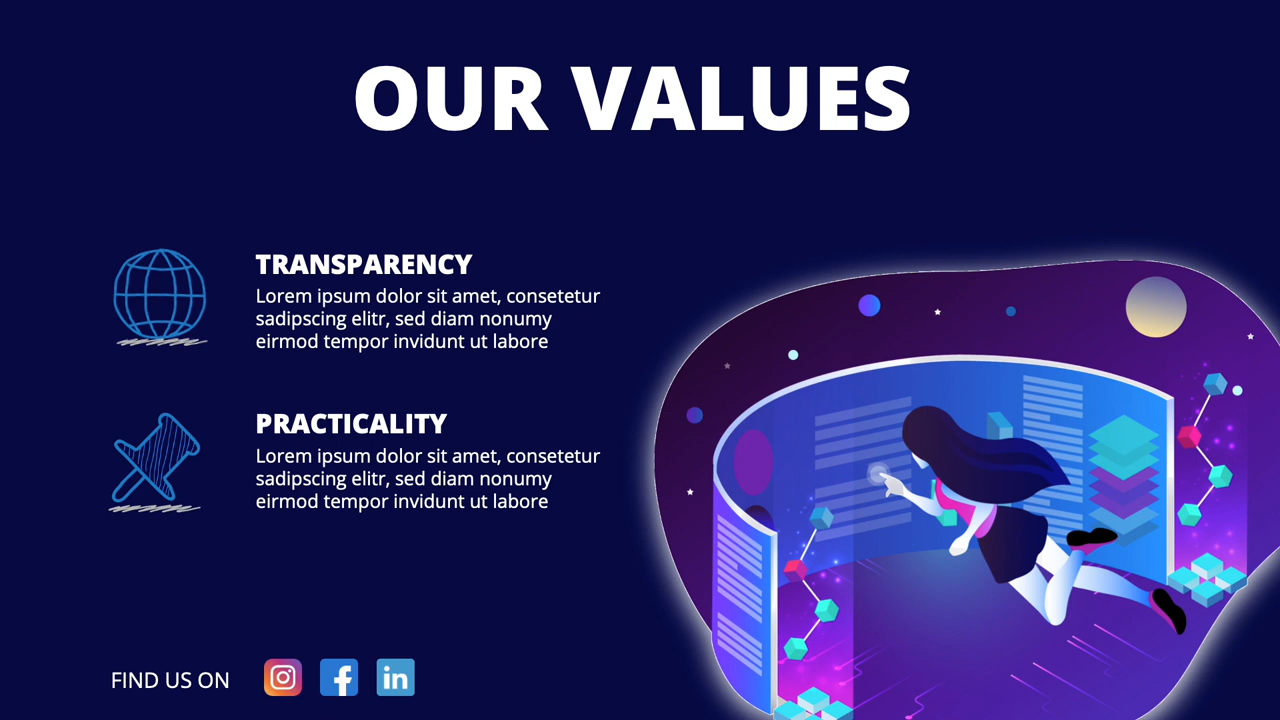 OUR VALUES
TRANSPARENCY
Lorem ipsum dolor sit amet, consetetur
sadipscing elitr, sed diam nonumy
eirmod tempor invidunt ut labore
PRACTICALITY
Lorem ipsum dolor sit amet, consetetur
sadipscing elitr, sed diam nonumy
eirmod tempor invidunt ut labore
FIND US ON
in